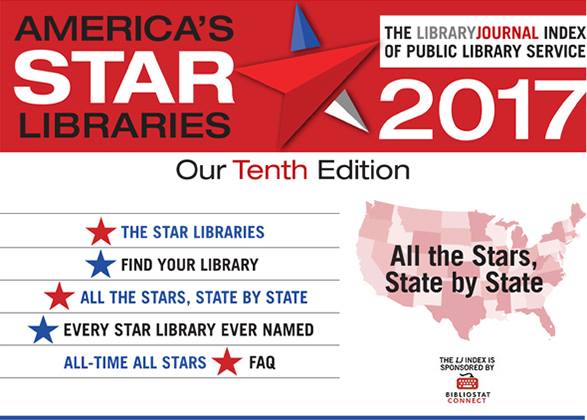 AMERICA'S
STAR
LIBRARIES
THE LIBRARYJOURNAL INDEX
OF PUBLIC LIBRARY SERVICE
2017
Our Tenth Edition
THE STAR LIBRARIES
FIND YOUR LIBRARY
ALL THE STARS, STATE BY STATE
EVERY STAR LIBRARY EVER NAMED
ALL-TIME ALL STARS FAQ
All the Stars,
State by State
THE LJ INDEX IS
SPONSORED BY
BIBLIOSTAT
CONNECT